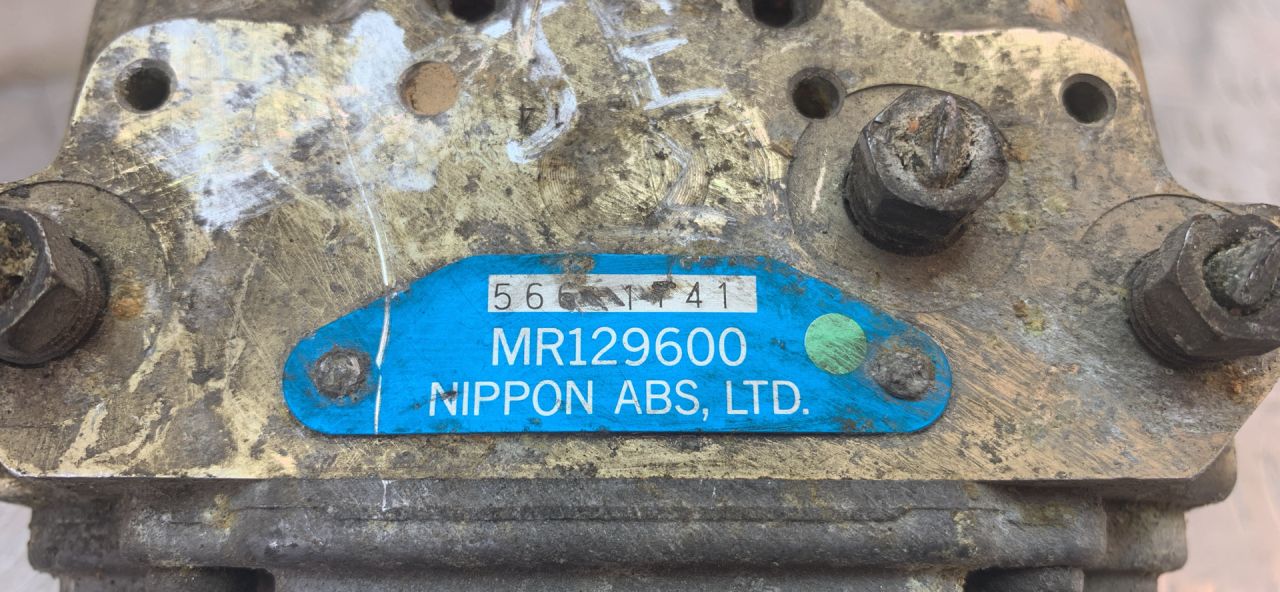 MR129600
NIPPON ABS, LTD.